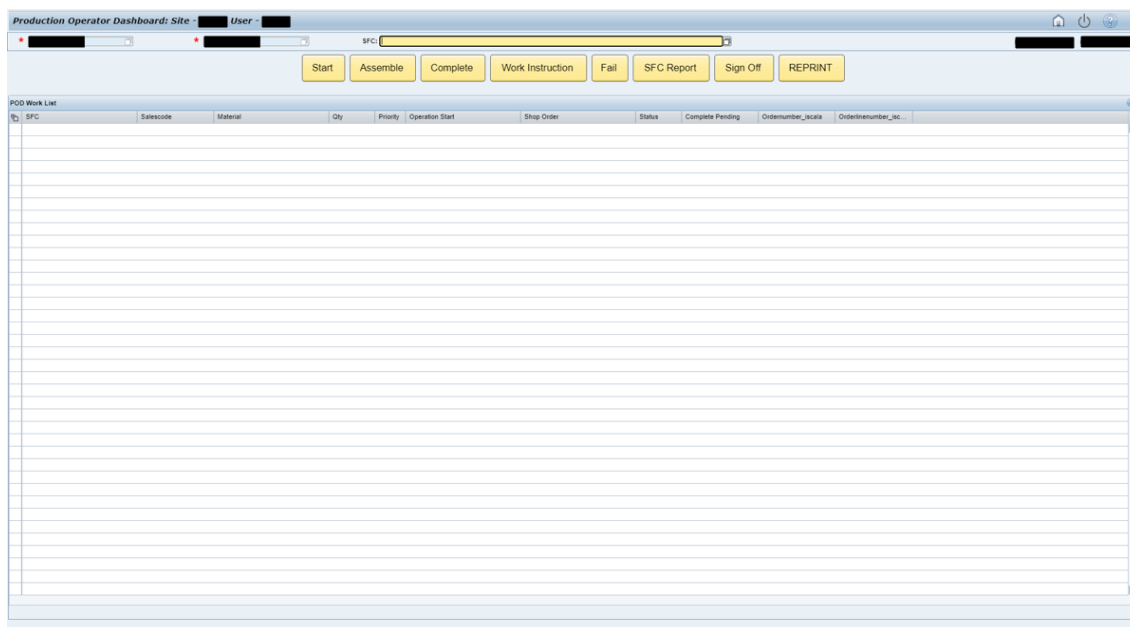 Production Operator Dashboard: Site - User -
* * SFC:
Start Assemble Complete Work Instruction Fail SFC Report Sign Off REPRINT
POD Work List
SFC Salescode Material Qty Priority Operation Start Shop Order Status Complete Pending Ordernumber_iscala Orderlinenumber_isc...